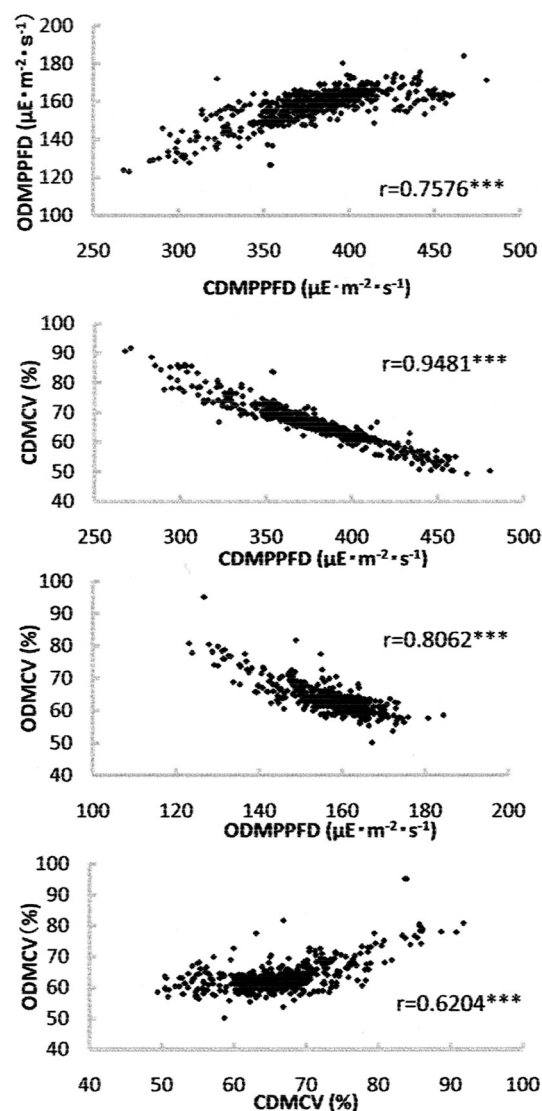 200
180
160
140
120
100
ODMPPFD (μE·m⁻²·s⁻¹)
r=0.7576***
250 300 350 400 450 500
CDMPPFD (μE·m⁻²·s⁻¹)
100
90
80
70
60
50
40
CDMCV (%)
r=0.9481***
250 300 350 400 450 500
CDMPPFD (μE·m⁻²·s⁻¹)
100
90
80
70
60
50
40
ODMCV (%)
r=0.8062***
100 120 140 160 180 200
ODMPPFD (μE·m⁻²·s⁻¹)
100
90
80
70
60
50
40
ODMCV (%)
r=0.6204***
40 50 60 70 80 90 100
CDMCV (%)